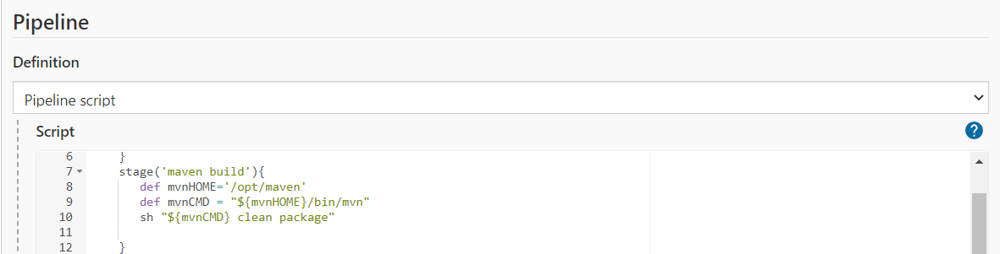 Pipeline
Definition
Pipeline script
Script
?
6 }
7 stage('maven build'){
8 def mvnHOME='/opt/maven'
9 def mvnCMD = "${mvnHOME}/bin/mvn"
10 sh "${mvnCMD} clean package"
11
12 }